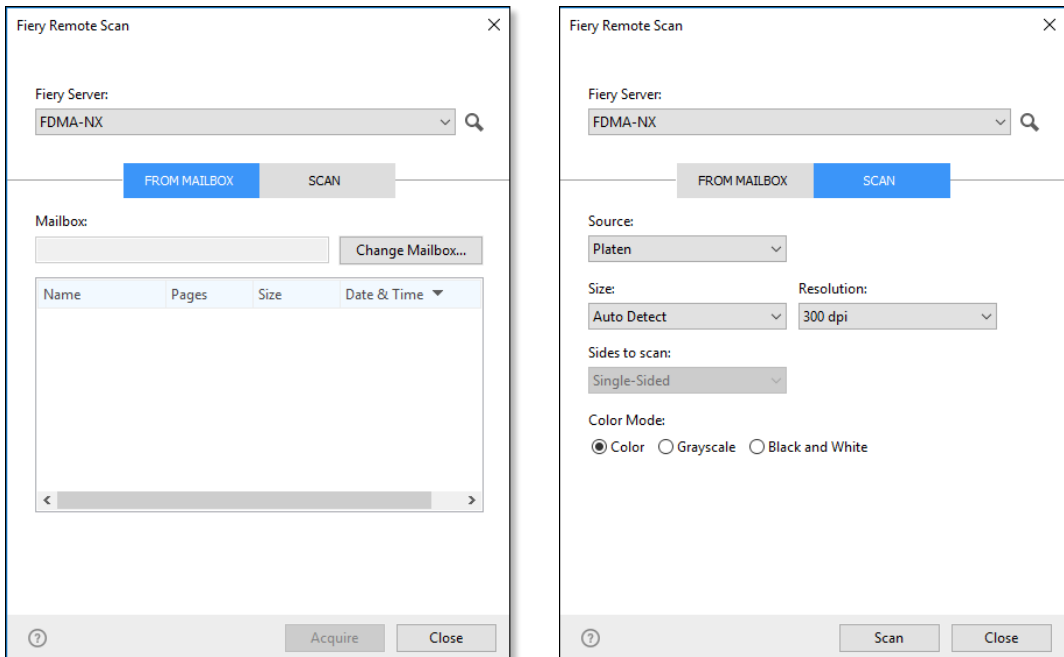 Fiery Remote Scan
Fiery Server:
FDMA-NX
FROM MAILBOX SCAN
Mailbox:
Change Mailbox...
Name Pages Size Date & Time
Acquire Close
Fiery Remote Scan
Fiery Server:
FDMA-NX
FROM MAILBOX SCAN
Source:
Platen
Size: Resolution:
Auto Detect 300 dpi
Sides to scan:
Single-Sided
Color Mode:
Color Grayscale Black and White
Scan Close